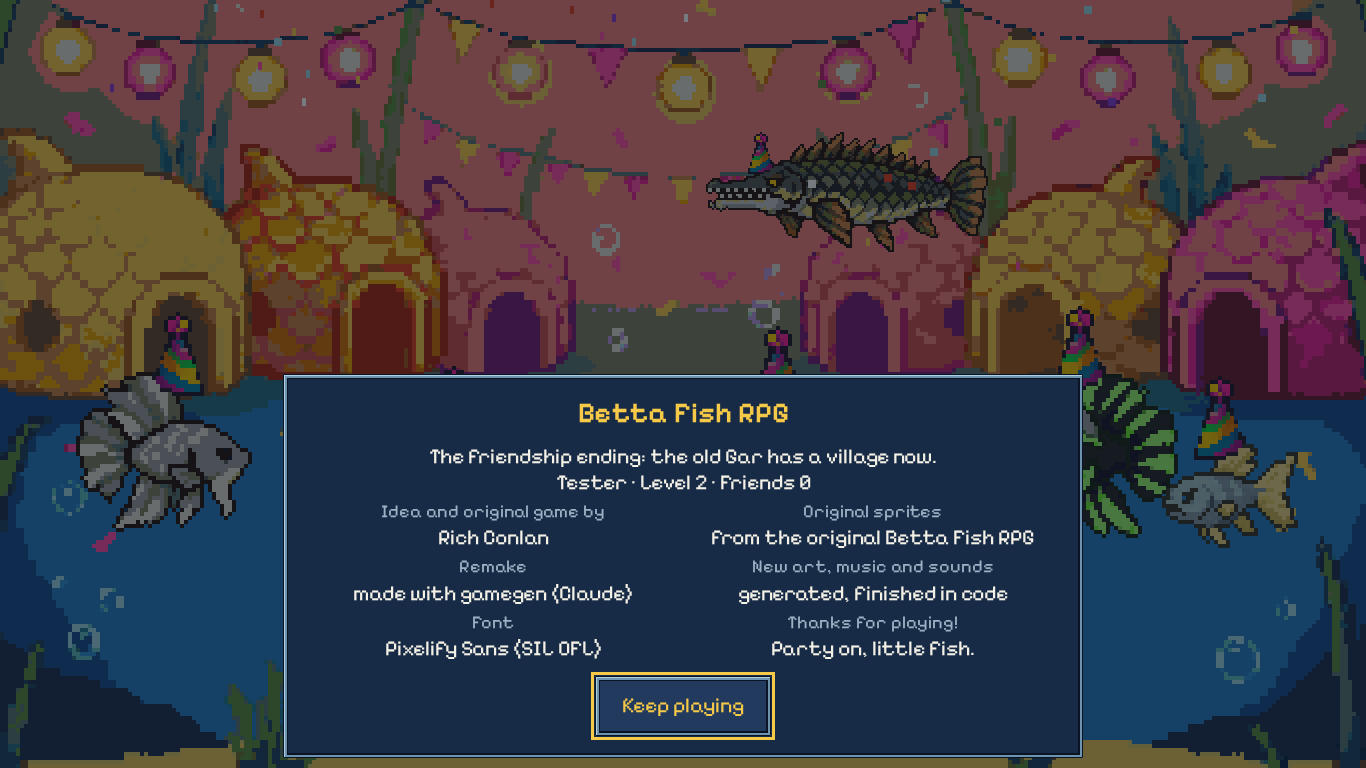 Betta Fish RPG
The friendship ending: the old Gar has a village now.
Tester · Level 2 · Friends 0
Idea and original game by
Rich Conlan
Remake
made with gamegen (Claude)
Font
Pixelify Sans (SIL OFL)
Original sprites
From the original Betta Fish RPG
New art, music and sounds
generated, finished in code
Thanks for playing!
Party on, little fish.
Keep playing